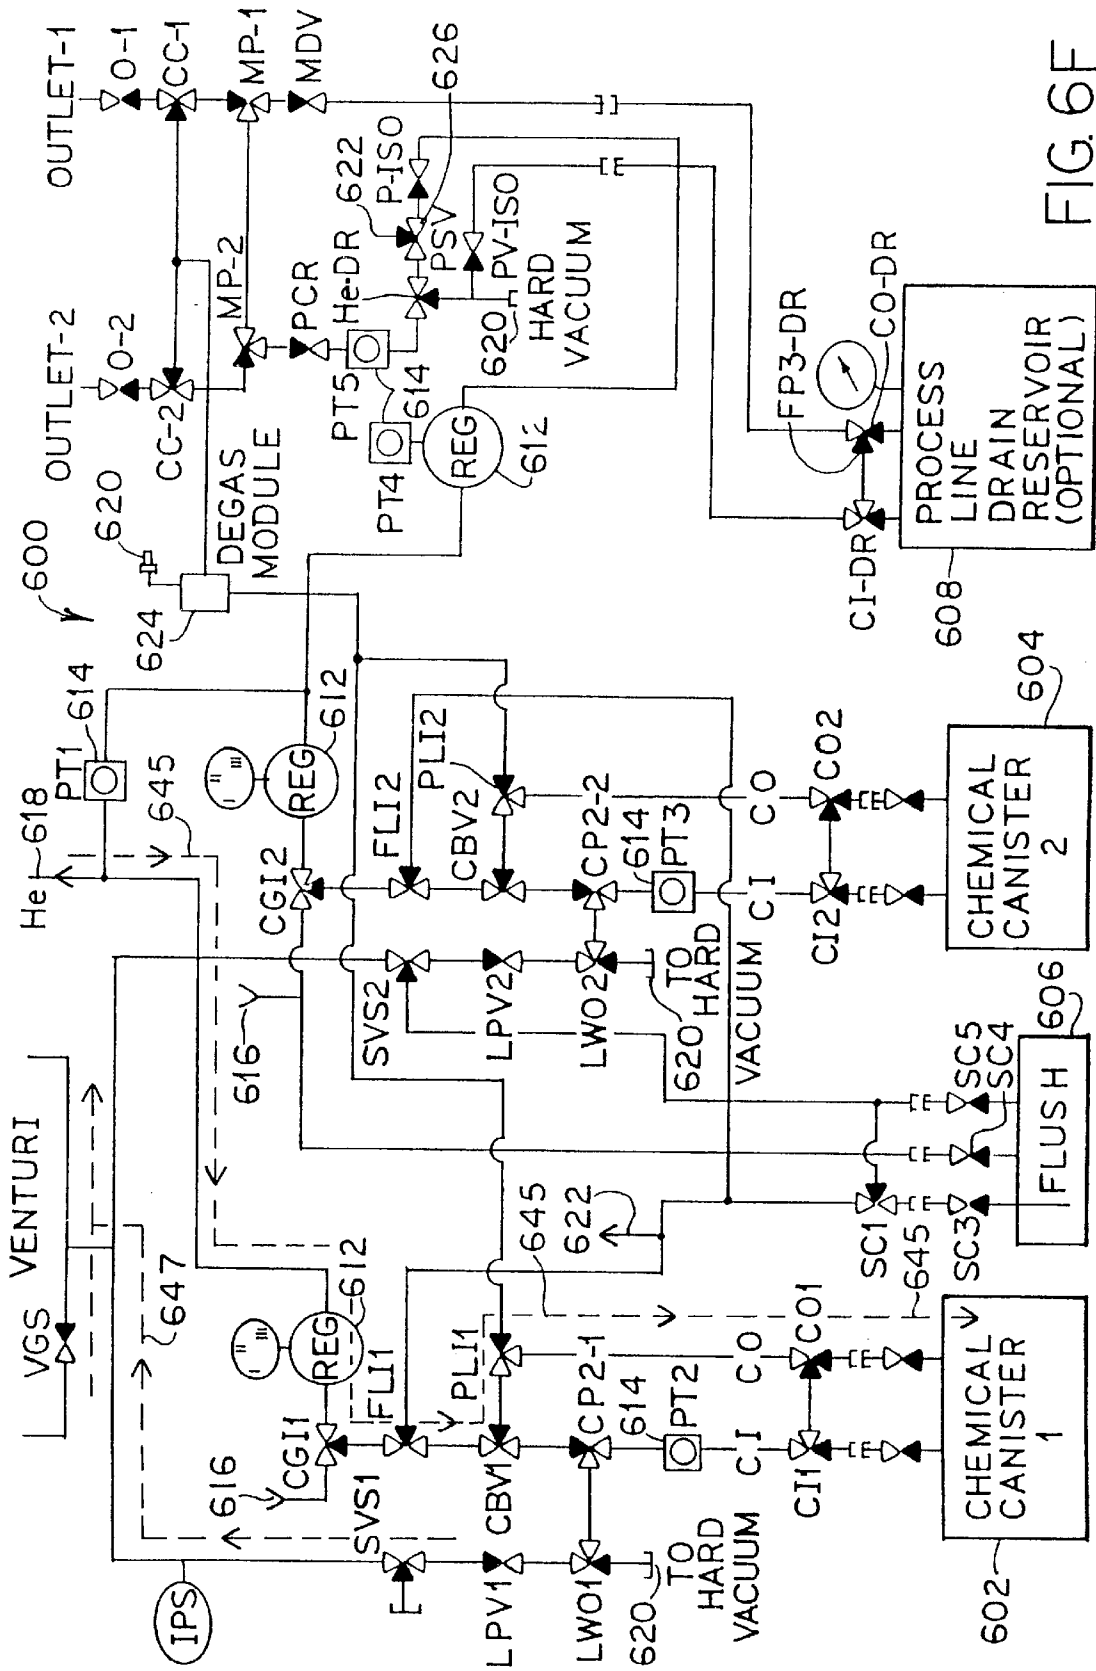 FIG. 6F
600
OUTLET-1
O-1
CC-1
MP-1
MDV
OUTLET-2
O-2
CC-2
MP-2
PCR
PT5
614
PT4
REG
612
He-DR
622
P-ISO
626
PSV
PV-ISO
620
HARD
VACUUM
620
624
DEGAS
MODULE
FP3-DR
CO-DR
CI-DR
PROCESS
LINE
DRAIN
RESERVOIR
(OPTIONAL)
608
He
618
PT1
614
645
I
II
III
REG
612
CGI2
FLI2
PLI2
CBV2
CP2-2
614
PT3
CI
CO
CI2
CO2
CHEMICAL
CANISTER
2
604
616
SVS2
LPV2
LWO2
620
TO
HARD
VACUUM
VGS
VENTURI
647
IPS
I
II
III
REG
612
CGI1
616
SVS1
FLI1
PLI1
CBV1
CP2-1
LPV1
LWO1
620
TO
HARD
VACUUM
614
PT2
CI
CO
CI1
CO1
645
622
645
SC1
SC3
SC4
SC5
FLUSH
606
CHEMICAL
CANISTER
1
602